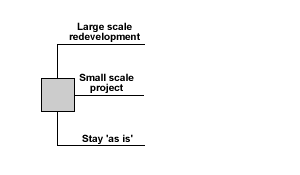 Large scale
redevelopment
Small scale
project
Stay 'as is'